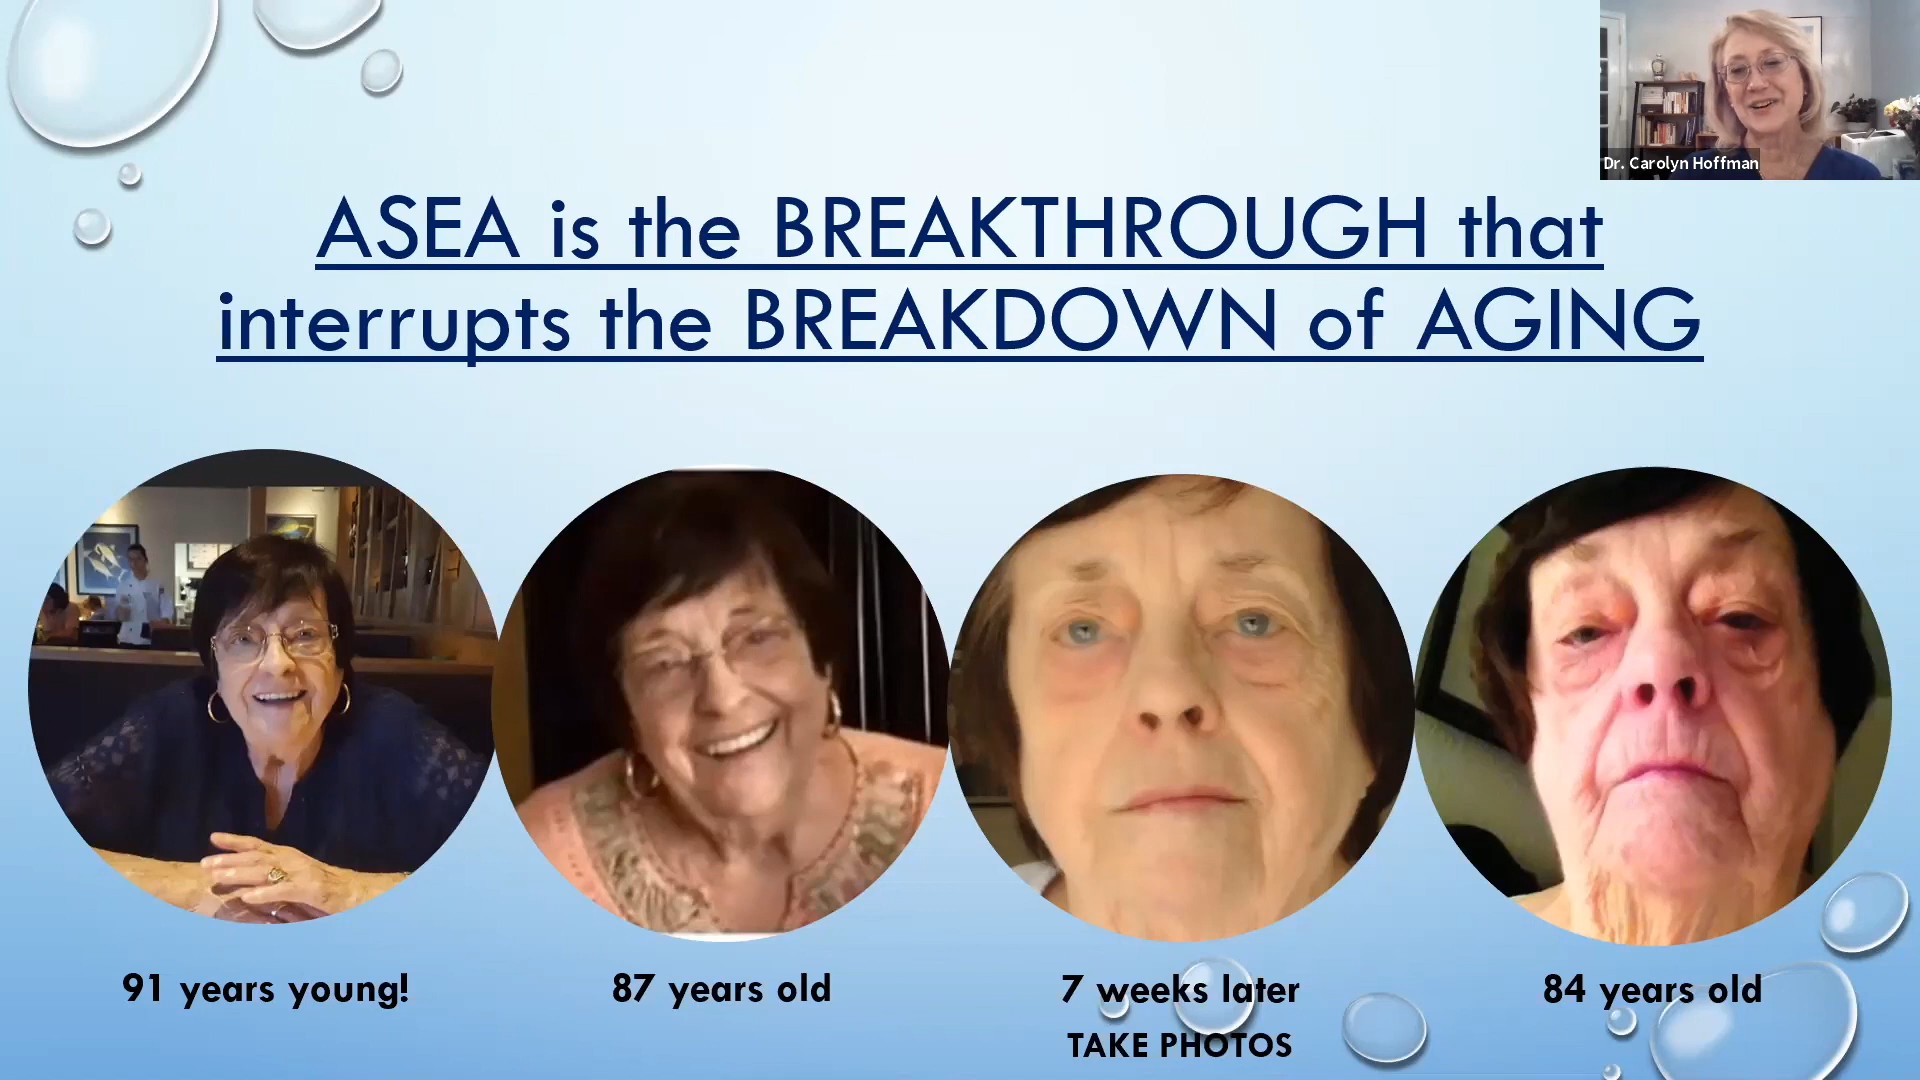 Dr. Carolyn Hoffman
ASEA is the BREAKTHROUGH that
interrupts the BREAKDOWN of AGING
91 years young!
87 years old
7 weeks later
TAKE PHOTOS
84 years old